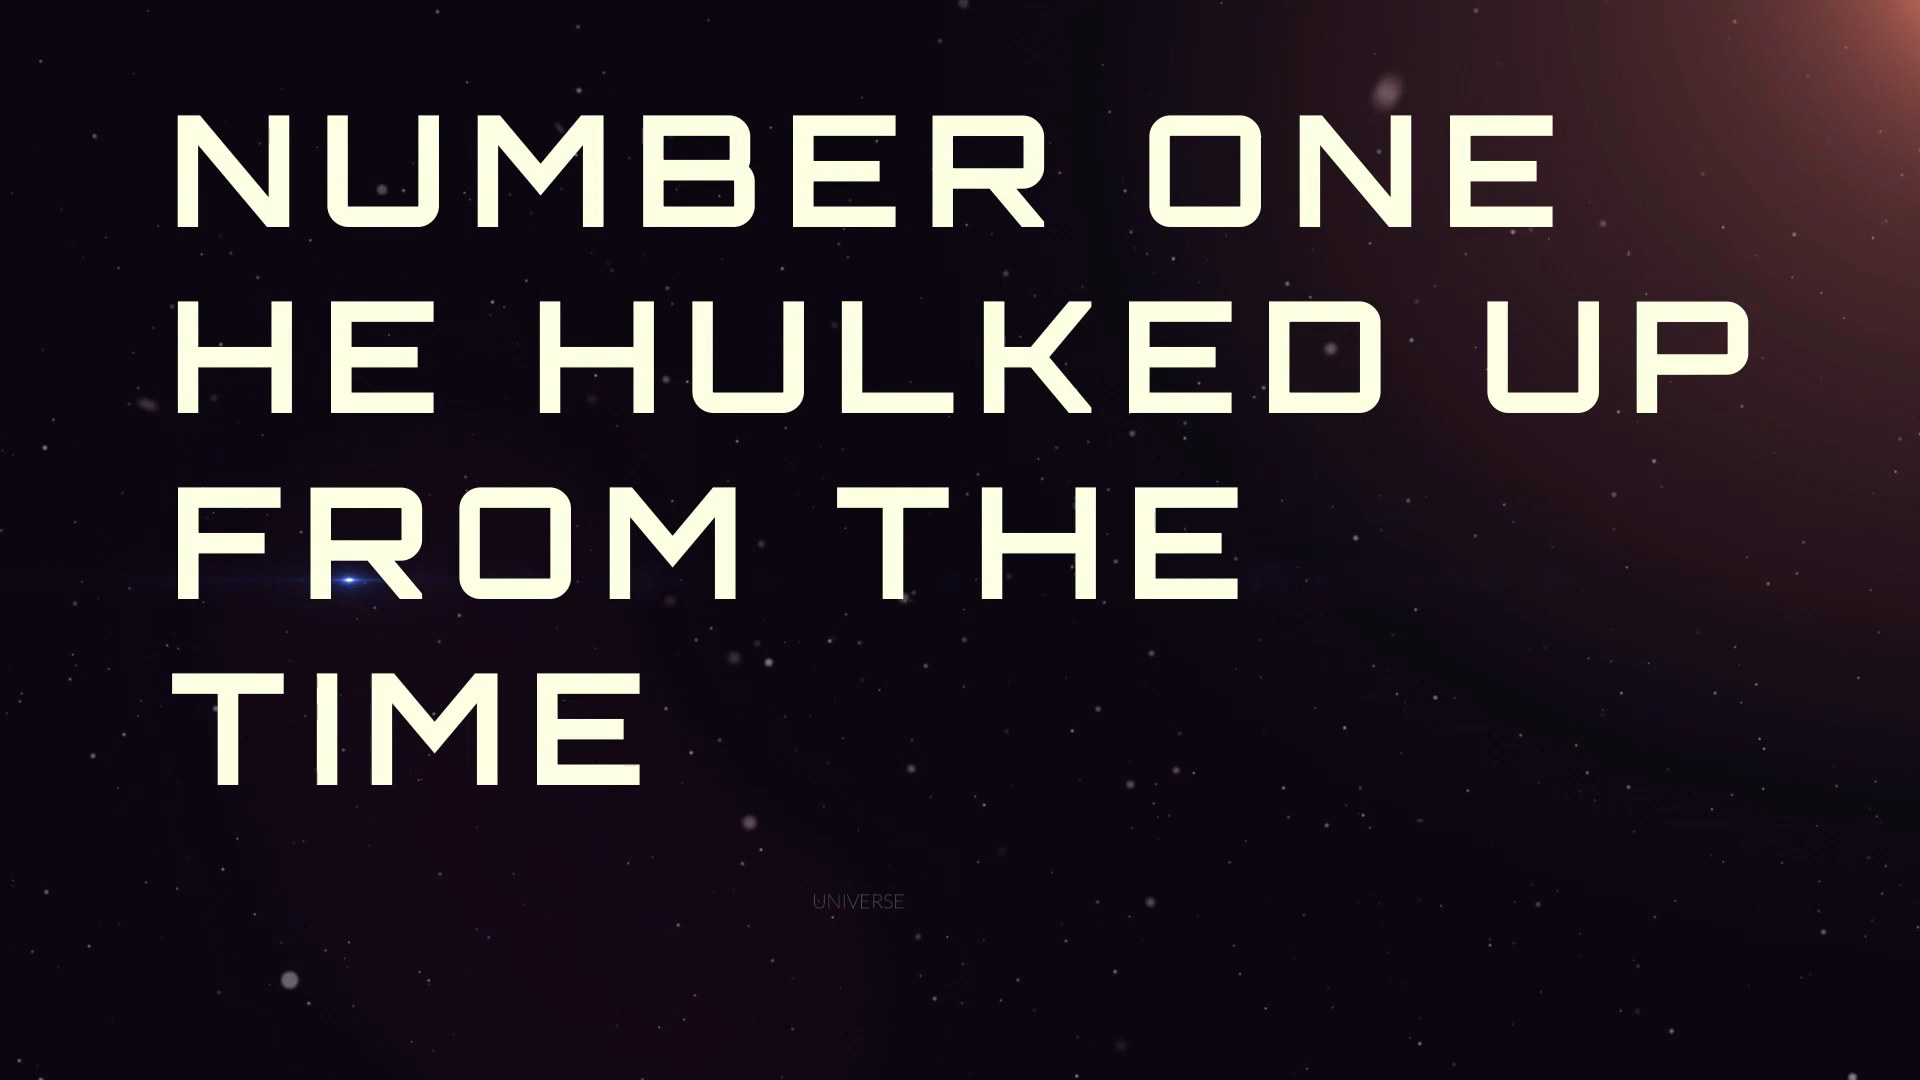 NUMBER ONE
HE HULKED UP
FROM THE
TIME
UNIVERSE